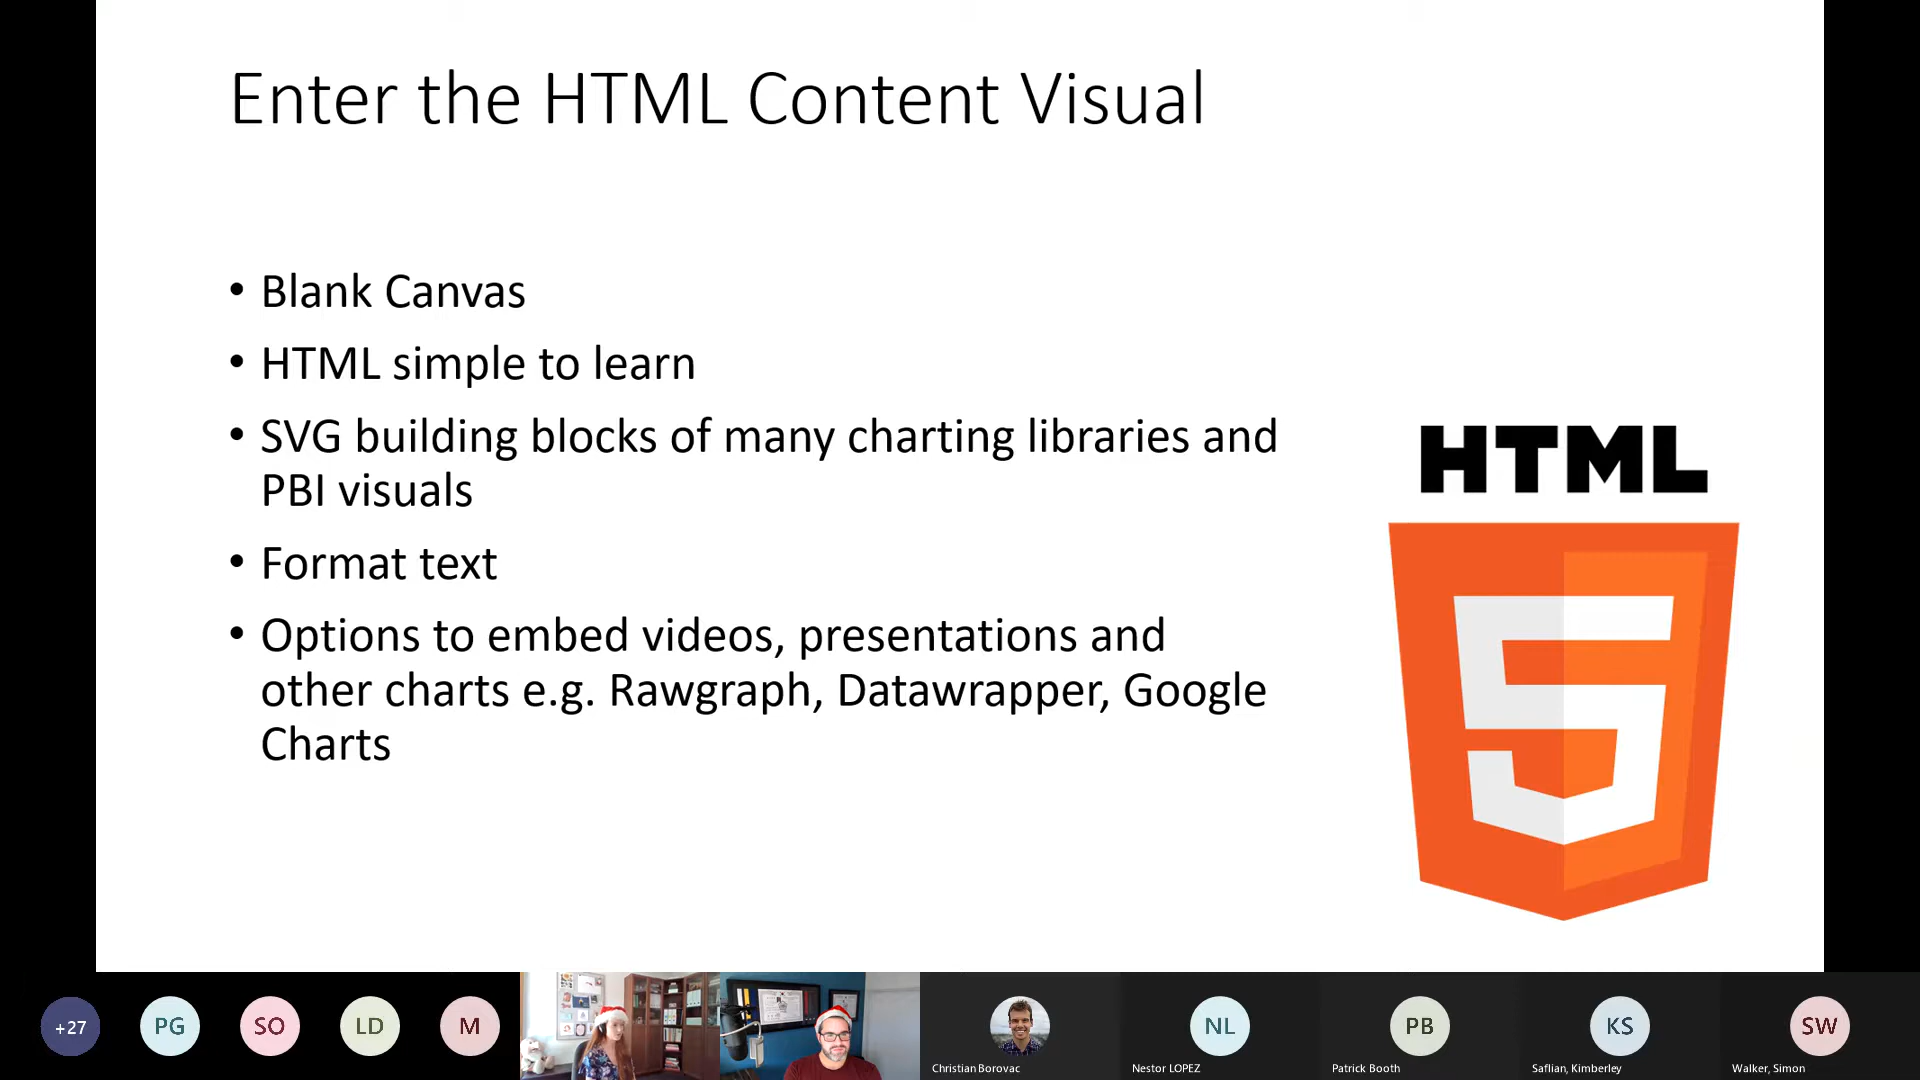 Enter the HTML Content Visual
• Blank Canvas
• HTML simple to learn
• SVG building blocks of many charting libraries and
PBI visuals
• Format text
• Options to embed videos, presentations and
other charts e.g. Rawgraph, Datawrapper, Google
Charts
HTML
5
+27
PG
SO
LD
M
Christian Borovac
NL
Nestor LOPEZ
PB
Patrick Booth
KS
Saflian, Kimberley
SW
Walker, Simon